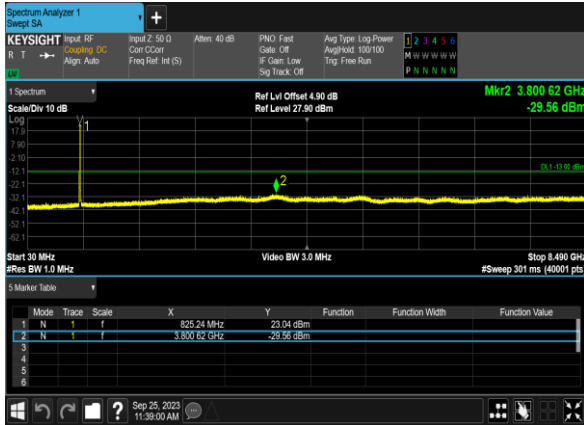 Spectrum Analyzer 1
Swept SA
KEYSIGHT Input: RF Input Z: 50 Ω Atten: 40 dB PNO: Fast Avg Type: Log-Power 1 2 3 4 5 6
R T Coupling: DC Corr CCorr Gate: Off Avg|Hold: 100/100 M W W W W W
Align: Auto Freq Ref: Int (S) IF Gain: Low Trig: Free Run
LXI Sig Track: Off P N N N N N
1 Spectrum Ref Lvl Offset 4.90 dB Mkr2 3.800 62 GHz
Scale/Div 10 dB Ref Level 27.90 dBm -29.56 dBm
Log
1
17.9
7.90
-2.10
-12.1
DL1 -13.00 dBm
-22.1
2
-32.1
-42.1
-52.1
-62.1
Start 30 MHz Video BW 3.0 MHz Stop 8.490 GHz
#Res BW 1.0 MHz #Sweep 301 ms (40001 pts
5 Marker Table
Mode Trace Scale X Y Function Function Width Function Value
1 N 1 f 825.24 MHz 23.04 dBm
2 N 1 f 3.800 62 GHz -29.56 dBm
3
4
5
6
? Sep 25, 2023
11:39:00 AM